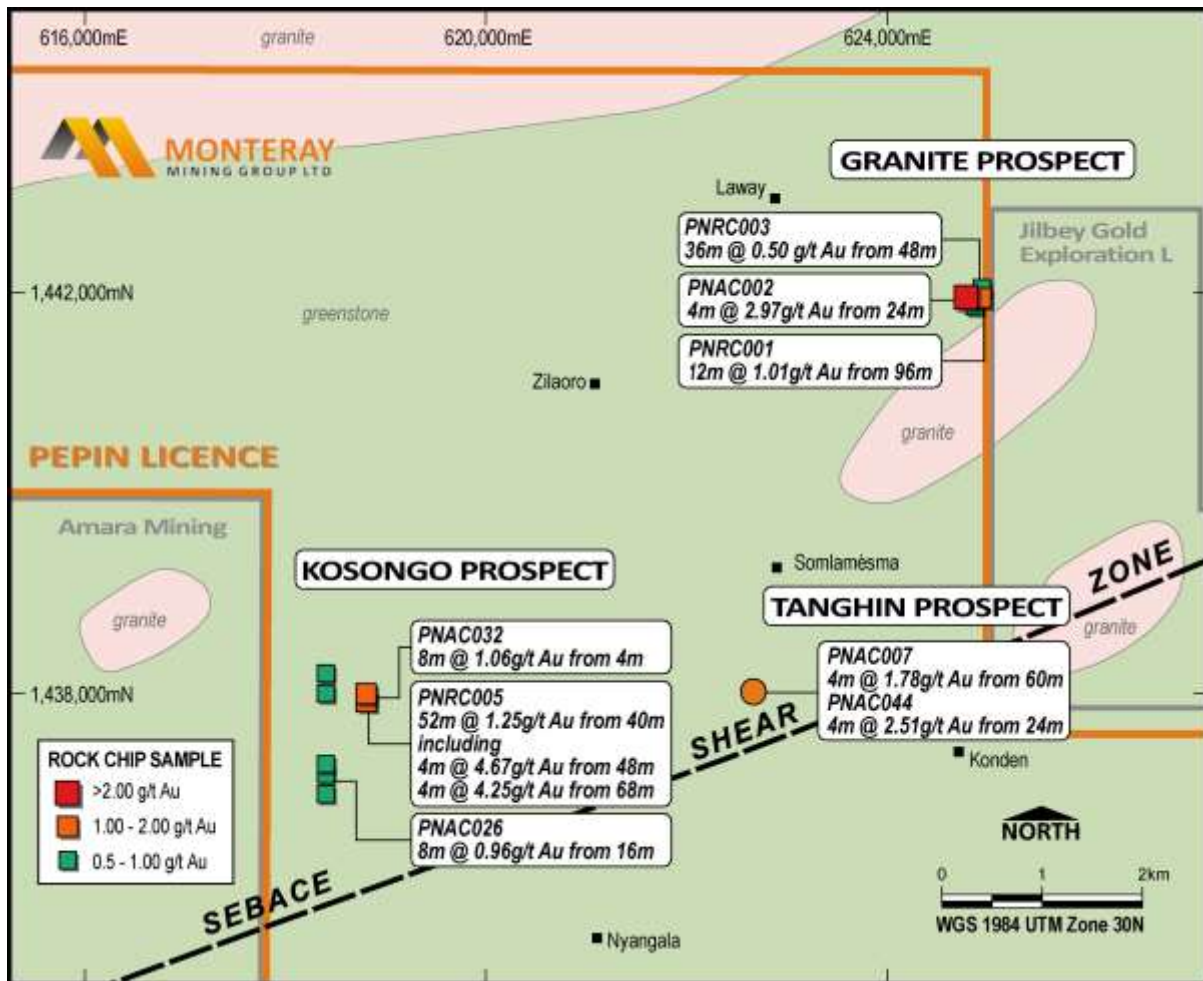 616,000mE
granite
620,000mE
624,000mE
MONTERAY
MINING GROUP LTD
GRANITE PROSPECT
Laway
PNRC003
36m @ 0.50 g/t Au from 48m
Jilbey Gold
Exploration L
1,442,000mN
PNAC002
4m @ 2.97g/t Au from 24m
greenstone
PNRC001
12m @ 1.01g/t Au from 96m
Zilaoro
granite
PEPIN LICENCE
Amara Mining
granite
KOSONGO PROSPECT
Somlamèsma
TANGHIN PROSPECT
granite
PNAC032
8m @ 1.06g/t Au from 4m
PNAC007
4m @ 1.78g/t Au from 60m
PNAC044
4m @ 2.51g/t Au from 24m
1,438,000mN
PNRC005
52m @ 1.25g/t Au from 40m
including
4m @ 4.67g/t Au from 48m
4m @ 4.25g/t Au from 68m
Konden
PNAC026
8m @ 0.96g/t Au from 16m
SEBACE SHEAR ZONE
ROCK CHIP SAMPLE
>2.00 g/t Au
1.00 - 2.00 g/t Au
0.5 - 1.00 g/t Au
Nyangala
NORTH
0 1 2km
WGS 1984 UTM Zone 30N